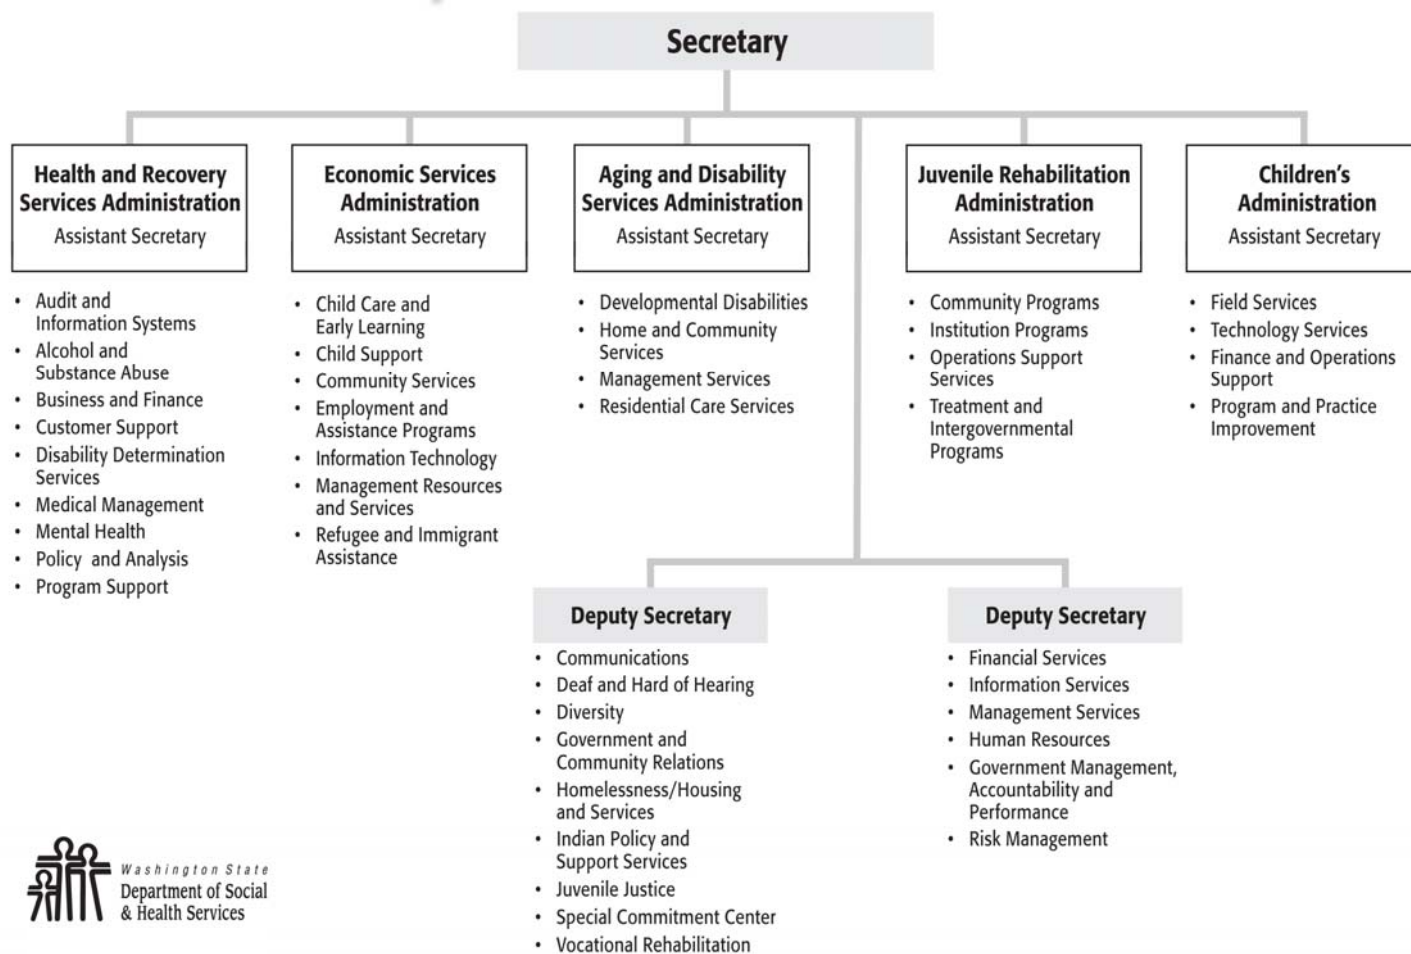 Secretary
Health and Recovery
Services Administration
Assistant Secretary
• Audit and
Information Systems
• Alcohol and
Substance Abuse
• Business and Finance
• Customer Support
• Disability Determination
Services
• Medical Management
• Mental Health
• Policy and Analysis
• Program Support
Economic Services
Administration
Assistant Secretary
• Child Care and
Early Learning
• Child Support
• Community Services
• Employment and
Assistance Programs
• Information Technology
• Management Resources
and Services
• Refugee and Immigrant
Assistance
Aging and Disability
Services Administration
Assistant Secretary
• Developmental Disabilities
• Home and Community
Services
• Management Services
• Residential Care Services
Juvenile Rehabilitation
Administration
Assistant Secretary
• Community Programs
• Institution Programs
• Operations Support
Services
• Treatment and
Intergovernmental
Programs
Children's
Administration
Assistant Secretary
• Field Services
• Technology Services
• Finance and Operations
Support
• Program and Practice
Improvement
Deputy Secretary
• Communications
• Deaf and Hard of Hearing
• Diversity
• Government and
Community Relations
• Homelessness/Housing
and Services
• Indian Policy and
Support Services
• Juvenile Justice
• Special Commitment Center
• Vocational Rehabilitation
Deputy Secretary
• Financial Services
• Information Services
• Management Services
• Human Resources
• Government Management,
Accountability and
Performance
• Risk Management
Washington State
Department of Social
& Health Services